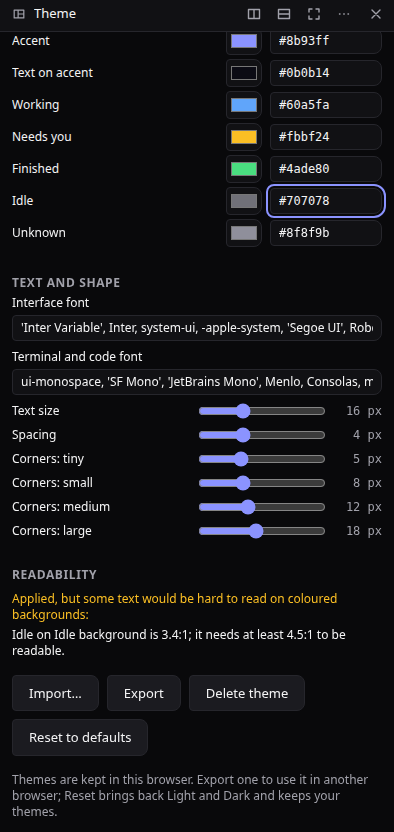 Theme
Accent #8b93ff
Text on accent #0b0b14
Working #60a5fa
Needs you #fbbf24
Finished #4ade80
Idle #707078
Unknown #8f8f9b
TEXT AND SHAPE
Interface font
'Inter Variable', Inter, system-ui, -apple-system, 'Segoe UI', Robo
Terminal and code font
ui-monospace, 'SF Mono', 'JetBrains Mono', Menlo, Consolas, m
Text size 16 px
Spacing 4 px
Corners: tiny 5 px
Corners: small 8 px
Corners: medium 12 px
Corners: large 18 px
READABILITY
Applied, but some text would be hard to read on coloured
backgrounds:
Idle on Idle background is 3.4:1; it needs at least 4.5:1 to be
readable.
Import... Export Delete theme
Reset to defaults
Themes are kept in this browser. Export one to use it in another
browser; Reset brings back Light and Dark and keeps your
themes.